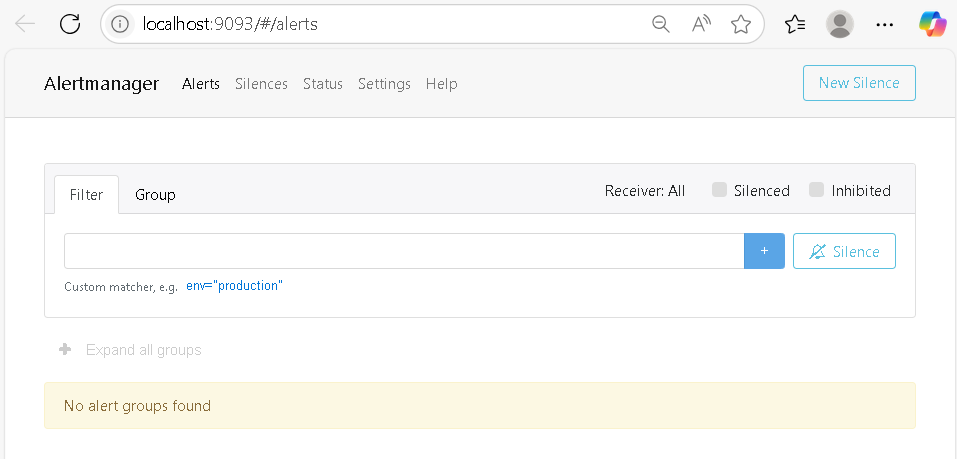 localhost:9093/#/alerts
Alertmanager Alerts Silences Status Settings Help New Silence
Filter Group Receiver: All Silenced Inhibited
+ Silence
Custom matcher, e.g. env="production"
+ Expand all groups
No alert groups found